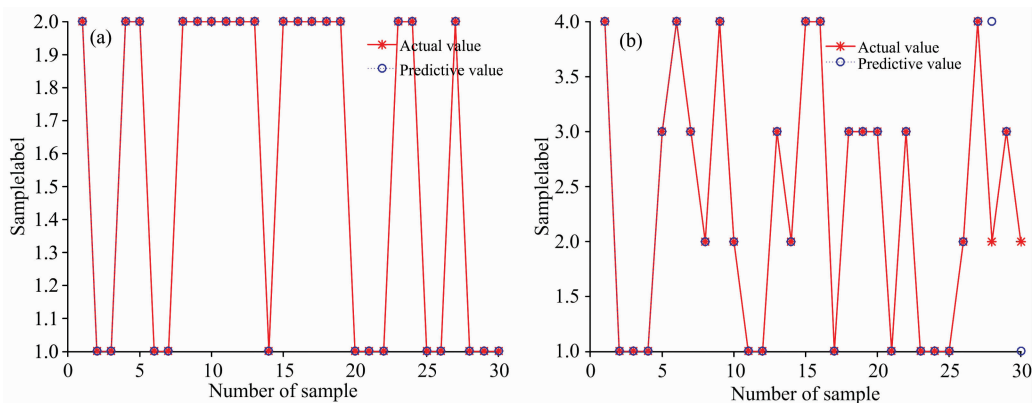 (a)
Actual value
Predictive value
2.0
1.9
1.8
1.7
1.6
1.5
1.4
1.3
1.2
1.1
1.0
Samplelabel
0 5 10 15 20 25 30
Number of sample
(b)
Actual value
Predictive value
4.0
3.5
3.0
2.5
2.0
1.5
1.0
Samplelabel
0 5 10 15 20 25 30
Number of sample